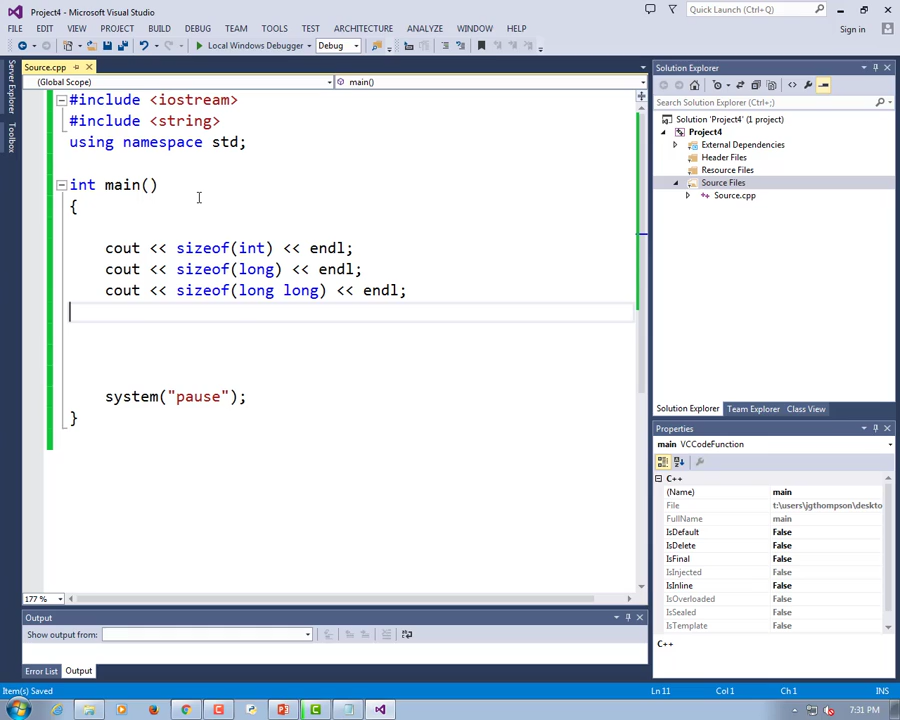 Project4 - Microsoft Visual Studio
Quick Launch (Ctrl+Q)
FILE EDIT VIEW PROJECT BUILD DEBUG TEAM TOOLS TEST ARCHITECTURE ANALYZE WINDOW HELP
Sign in
Local Windows Debugger Debug
Server Explorer
Toolbox
Source.cpp
(Global Scope) main()
#include <iostream>
#include <string>
using namespace std;
int main()
{
cout << sizeof(int) << endl;
cout << sizeof(long) << endl;
cout << sizeof(long long) << endl;
system("pause");
}
177 %
Solution Explorer
Search Solution Explorer (Ctrl+;)
Solution 'Project4' (1 project)
Project4
External Dependencies
Header Files
Resource Files
Source Files
Source.cpp
Solution Explorer Team Explorer Class View
Properties
main VCCodeFunction
C++
(Name) main
File t:\users\jgthompson\deskto
FullName main
IsDefault False
IsDelete False
IsFinal False
IsInjected False
IsInline False
IsOverloaded False
IsSealed False
IsTemplate False
C++
Output
Show output from:
Error List Output
Item(s) Saved
Ln 11 Col 1 Ch 1 INS
7:31 PM